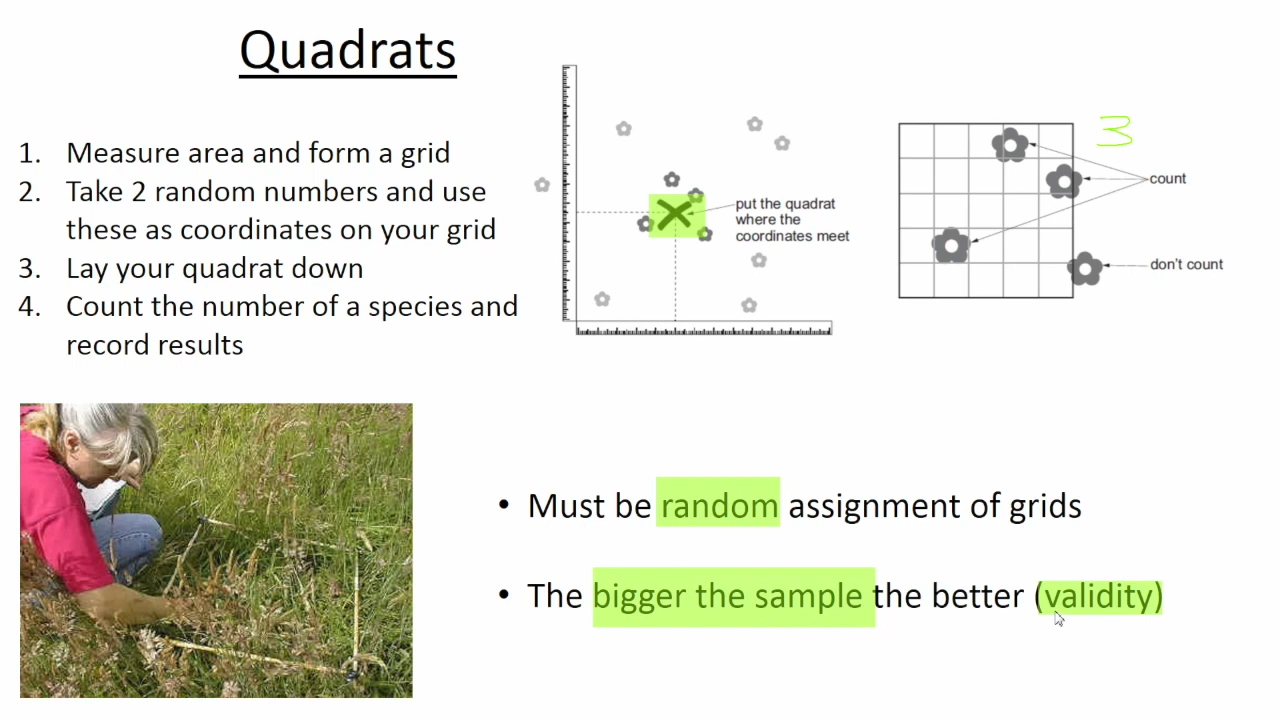 Quadrats
1. Measure area and form a grid
2. Take 2 random numbers and use
these as coordinates on your grid
3. Lay your quadrat down
4. Count the number of a species and
record results
put the quadrat
where the
coordinates meet
3
count
don't count
• Must be random assignment of grids
• The bigger the sample the better (validity)